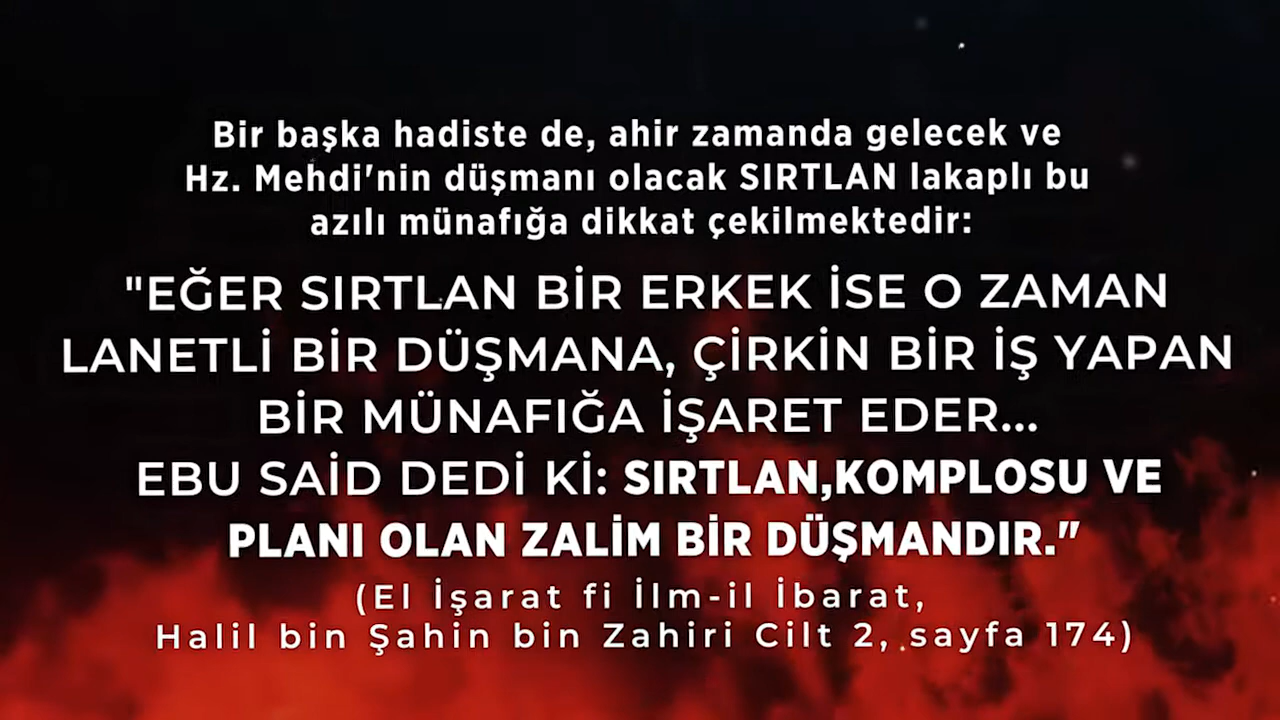 Bir başka hadiste de, ahir zamanda gelecek ve
Hz. Mehdi'nin düşmanı olacak SIRTLAN lakaplı bu
azılı münafığa dikkat çekilmektedir:
"EĞER SIRTLAN BİR ERKEK İSE O ZAMAN
LANETLİ BİR DÜŞMANA, ÇİRKİN BİR İŞ YAPAN
BİR MÜNAFIĞA İŞARET EDER...
EBU SAİD DEDİ Kİ: SIRTLAN,KOMPLOSU VE
PLANI OLAN ZALİM BİR DÜŞMANDIR."
(El İşarat fi İlm-il İbarat,
Halil bin Şahin bin Zahiri Cilt 2, sayfa 174)